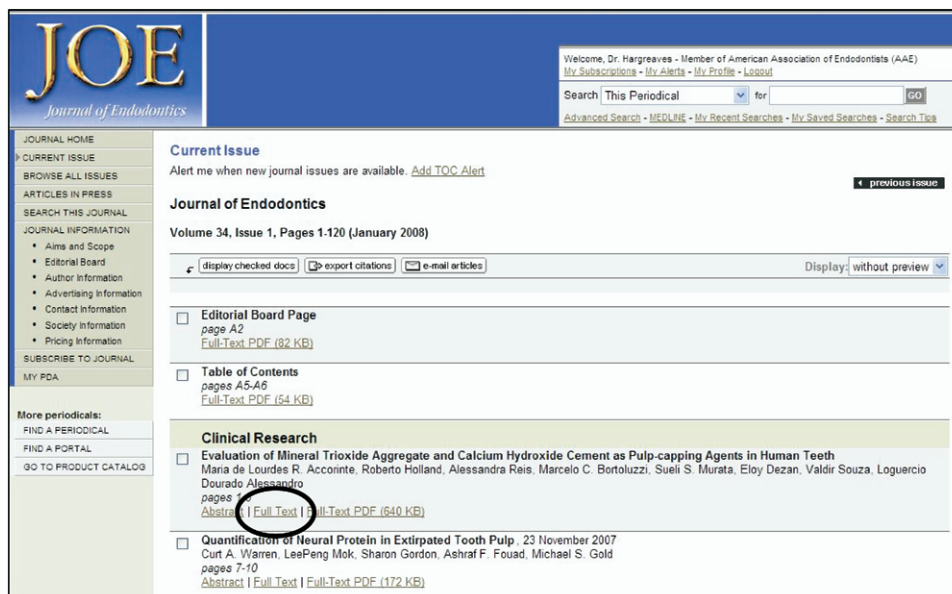 JOE
Journal of Endodontics
Welcome, Dr. Hargreaves - Member of American Association of Endodontists (AAE)
My Subscriptions - My Alerts - My Profile - Logout
Search This Periodical for GO
Advanced Search - MEDLINE - My Recent Searches - My Saved Searches - Search Tips
JOURNAL HOME
CURRENT ISSUE
BROWSE ALL ISSUES
ARTICLES IN PRESS
SEARCH THIS JOURNAL
JOURNAL INFORMATION
• Aims and Scope
• Editorial Board
• Author Information
• Advertising Information
• Contact Information
• Society Information
• Pricing Information
SUBSCRIBE TO JOURNAL
MY PDA
More periodicals:
FIND A PERIODICAL
FIND A PORTAL
GO TO PRODUCT CATALOG
Current Issue
Alert me when new journal issues are available. Add TOC Alert
previous issue
Journal of Endodontics
Volume 34, Issue 1, Pages 1-120 (January 2008)
display checked docs export citations e-mail articles Display: without preview
Editorial Board Page
page A2
Full-Text PDF (82 KB)
Table of Contents
pages A5-A6
Full-Text PDF (54 KB)
Clinical Research
Evaluation of Mineral Trioxide Aggregate and Calcium Hydroxide Cement as Pulp-capping Agents in Human Teeth
Maria de Lourdes R. Accorinte, Roberto Holland, Alessandra Reis, Marcelo C. Bortoluzzi, Sueli S. Murata, Eloy Dezan, Valdir Souza, Loguercio
Dourado Alessandro
pages
Abstract | Full Text | Full-Text PDF (640 KB)
Quantification of Neural Protein in Extirpated Tooth Pulp , 23 November 2007
Curt A. Warren, LeePeng Mok, Sharon Gordon, Ashraf F. Fouad, Michael S. Gold
pages 7-10
Abstract | Full Text | Full-Text PDF (172 KB)